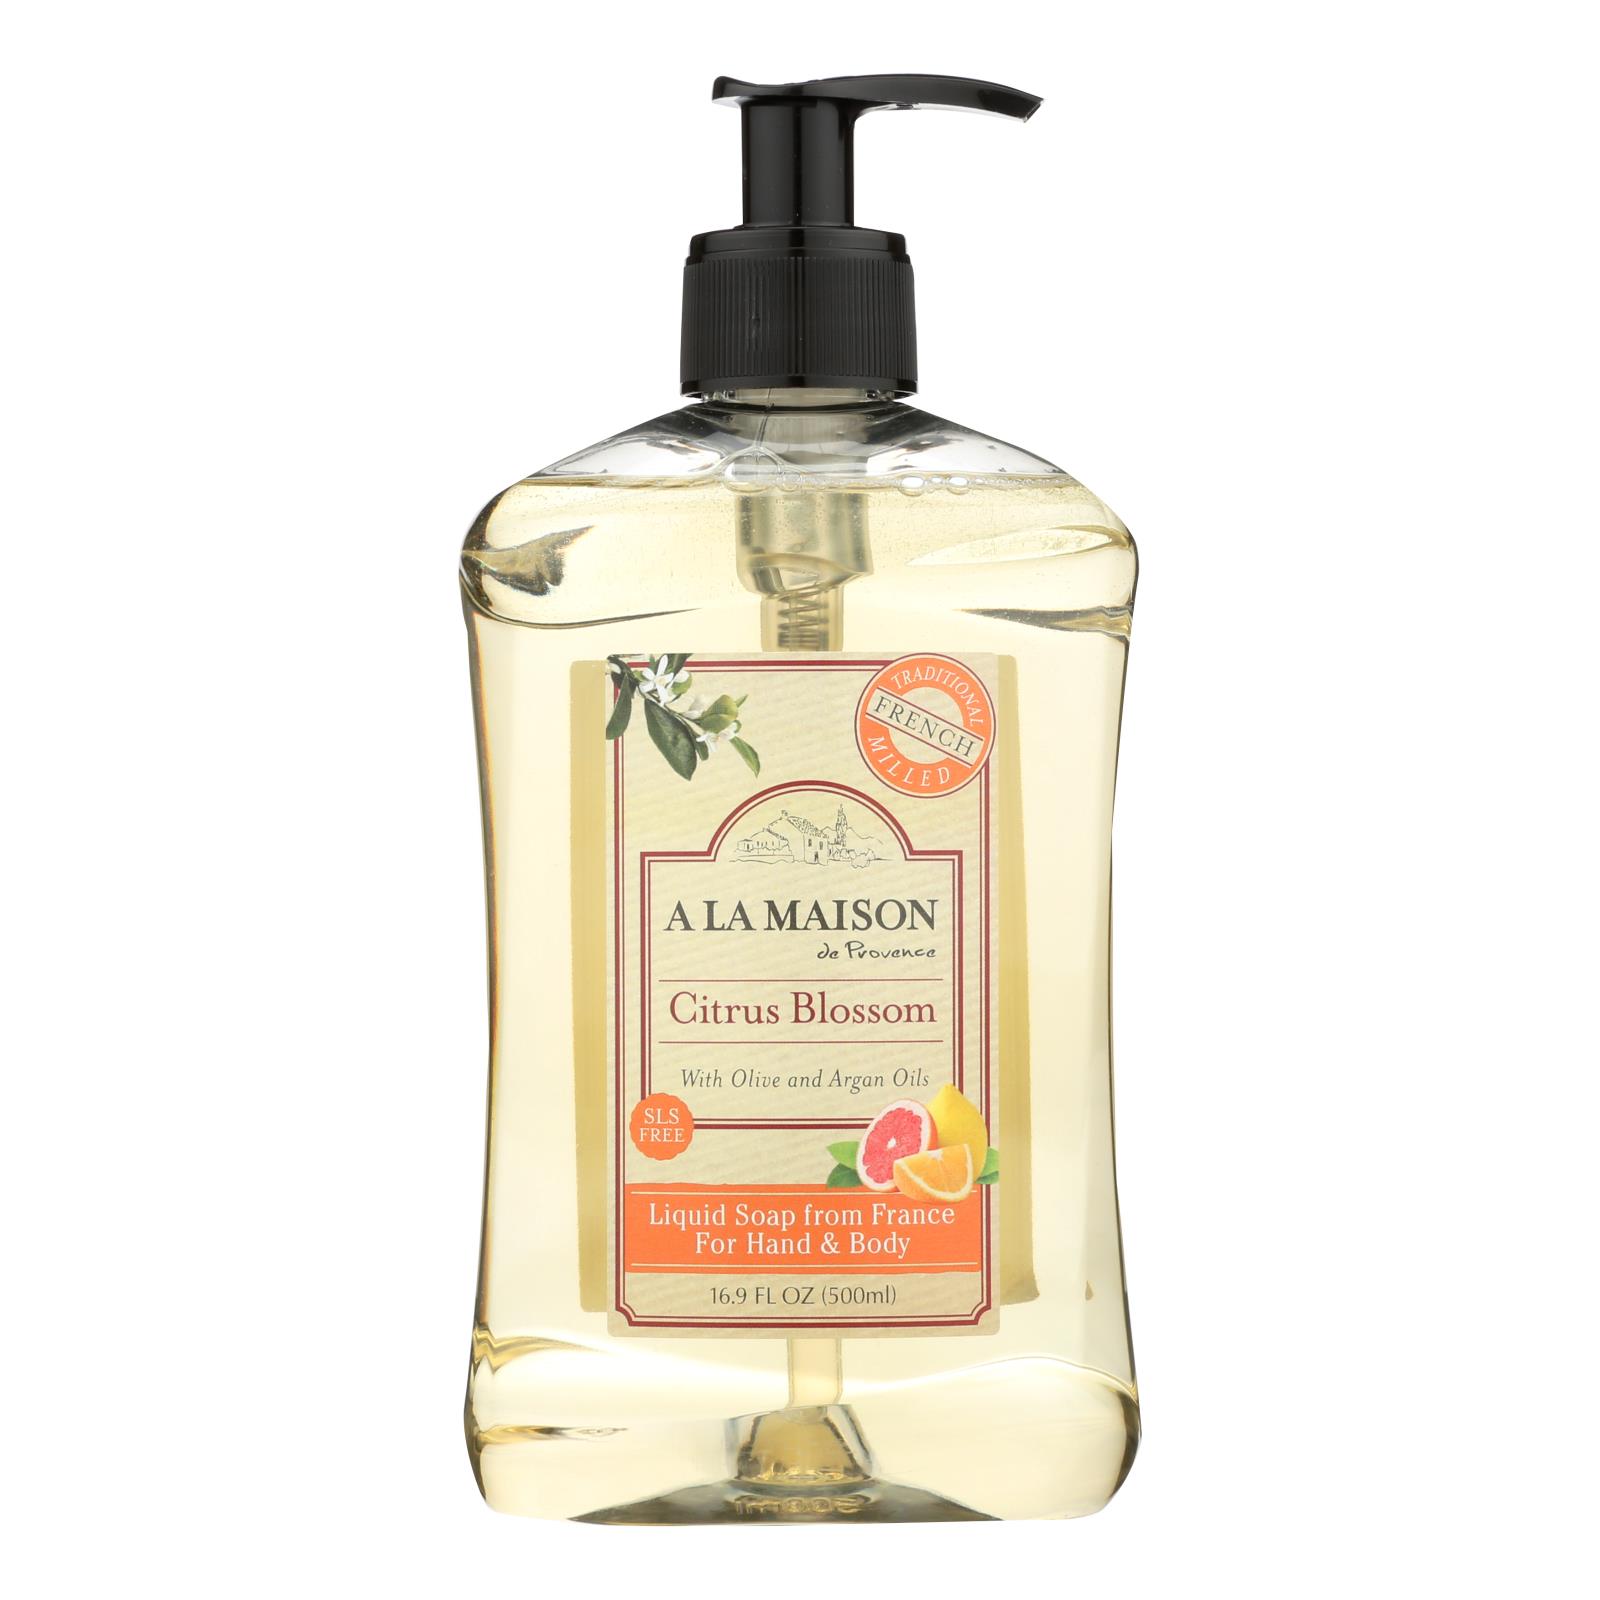 TRADITIONAL
FRENCH
MILLED
A LA MAISON
de Provence
Citrus Blossom
With Olive and Argan Oils
SLS
FREE
Liquid Soap from France
For Hand & Body
16.9 FL OZ (500ml)